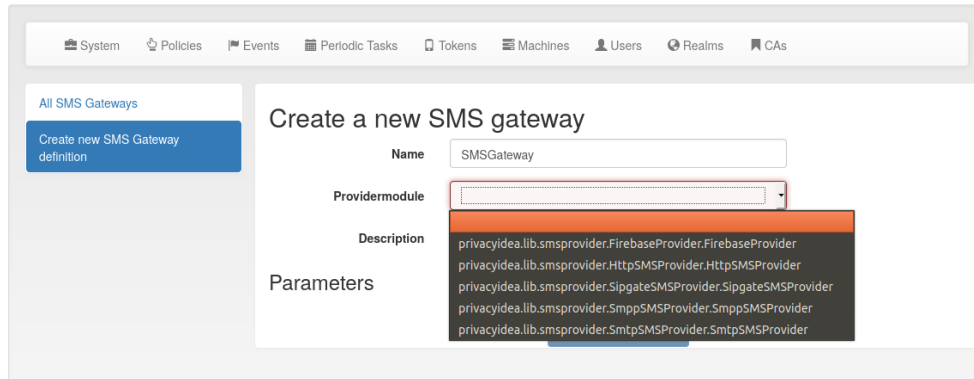 System Policies Events Periodic Tasks Tokens Machines Users Realms CAs
All SMS Gateways
Create new SMS Gateway
definition
Create a new SMS gateway
Name SMSGateway
Providermodule
privacyidea.lib.smsprovider.FirebaseProvider.FirebaseProvider
privacyidea.lib.smsprovider.HttpSMSProvider.HttpSMSProvider
privacyidea.lib.smsprovider.SipgateSMSProvider.SipgateSMSProvider
privacyidea.lib.smsprovider.SmppSMSProvider.SmppSMSProvider
privacyidea.lib.smsprovider.SmtpSMSProvider.SmtpSMSProvider
Description
Parameters